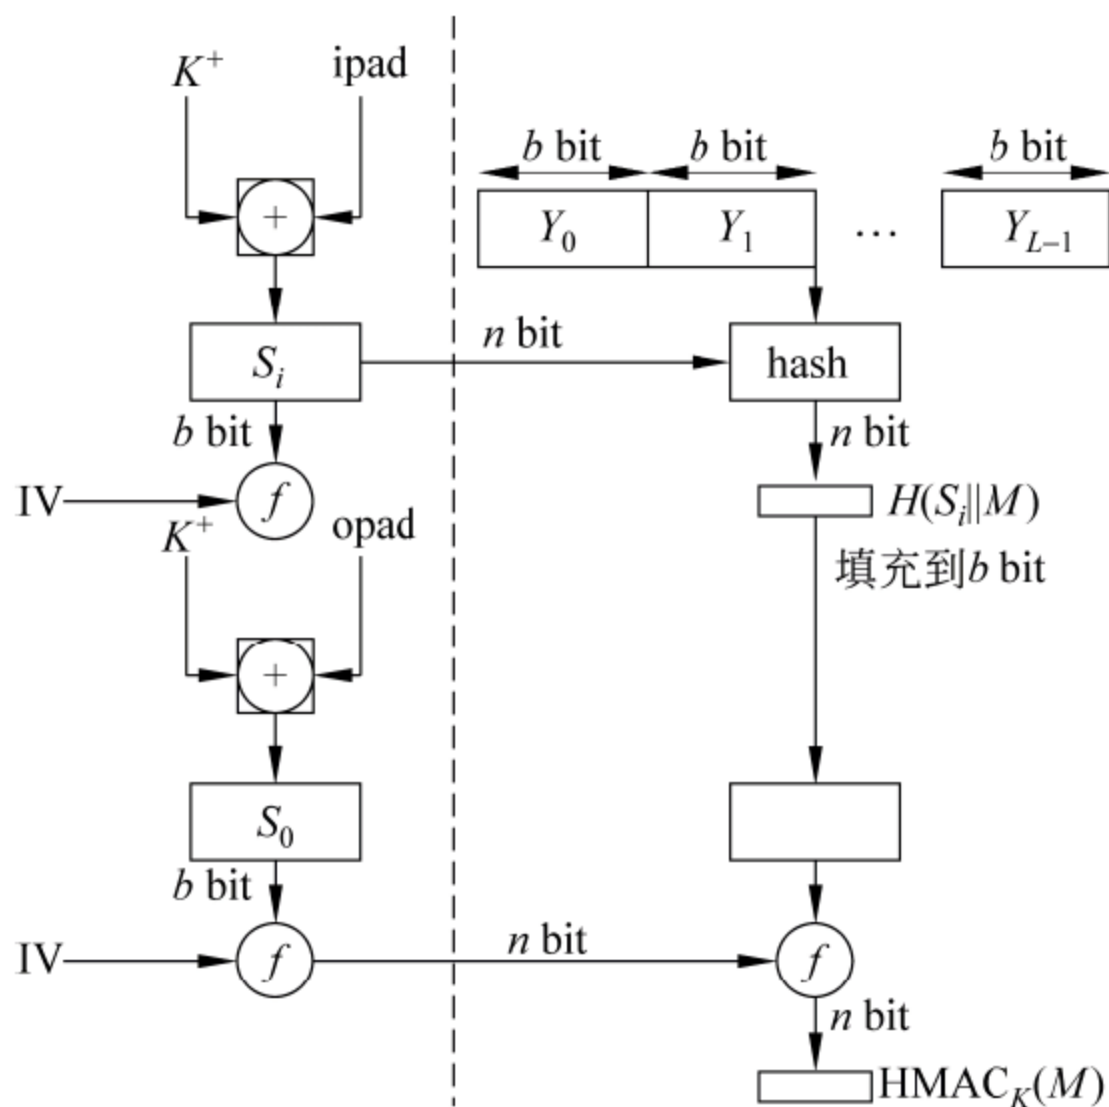 K⁺ ipad
b bit b bit b bit
+
Y₀ Y₁ … Y_{L−1}
n bit
S_i hash
b bit n bit
IV f H(S_i||M)
K⁺ opad
填充到b bit
+
S₀
b bit
n bit
IV f f
n bit
HMAC_K(M)